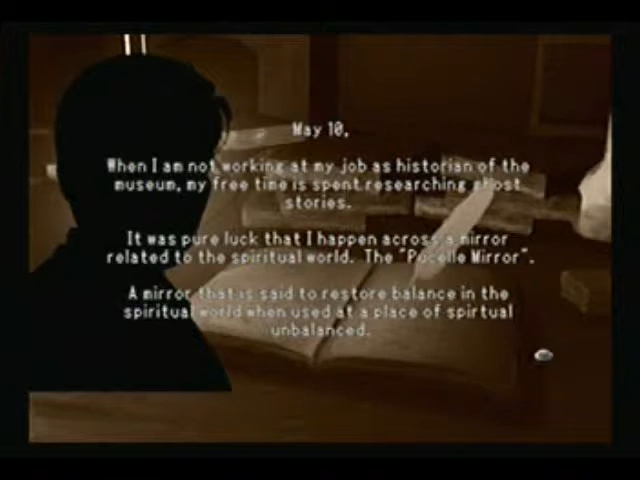 May 10,
When I am not working at my job as historian of the
museum, my free time is spent researching ghost
stories.
It was pure luck that I happen across a mirror
related to the spiritual world. The "Pucelle Mirror".
A mirror that is said to restore balance in the
spiritual world when used at a place of spirtual
unbalanced.